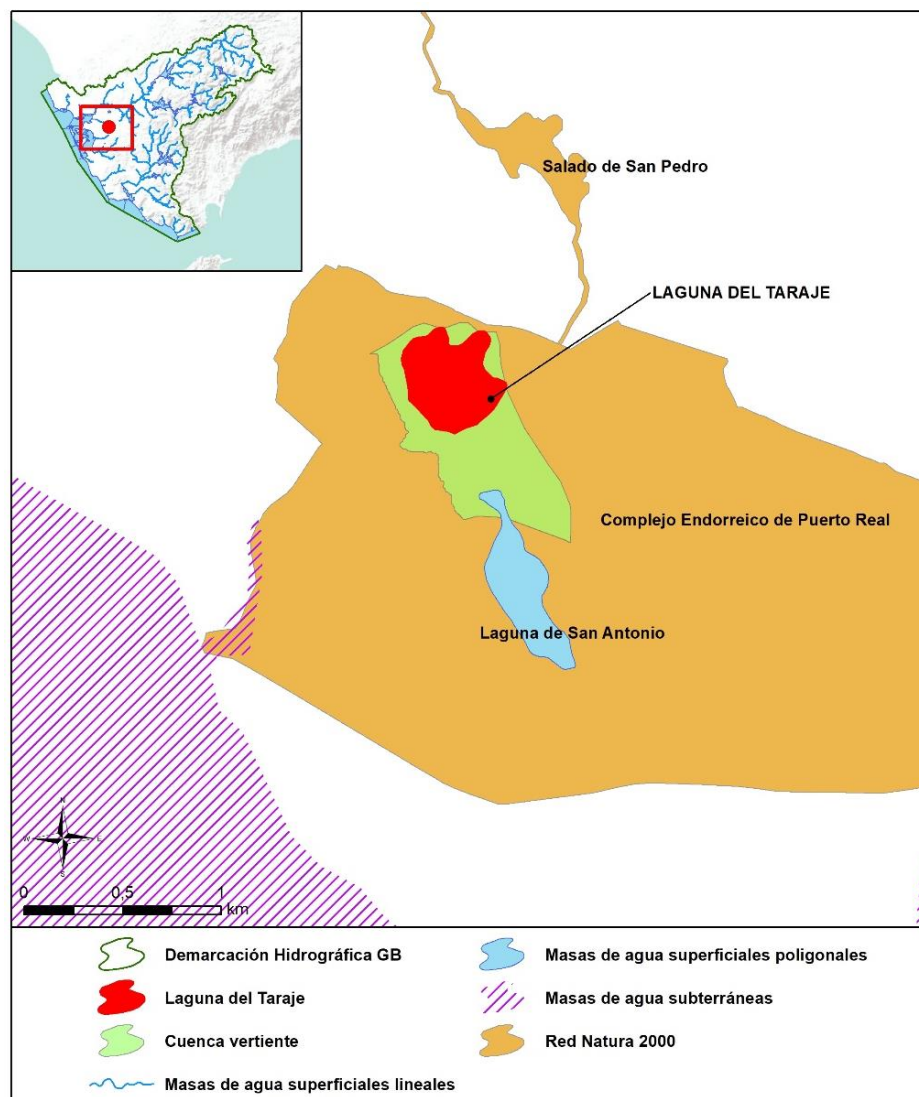 Salado de San Pedro
LAGUNA DEL TARAJE
Complejo Endorreico de Puerto Real
Laguna de San Antonio
N
W E
S
0 0,5 1
km
Demarcación Hidrográfica GB
Masas de agua superficiales poligonales
Laguna del Taraje
Masas de agua subterráneas
Cuenca vertiente
Red Natura 2000
Masas de agua superficiales lineales